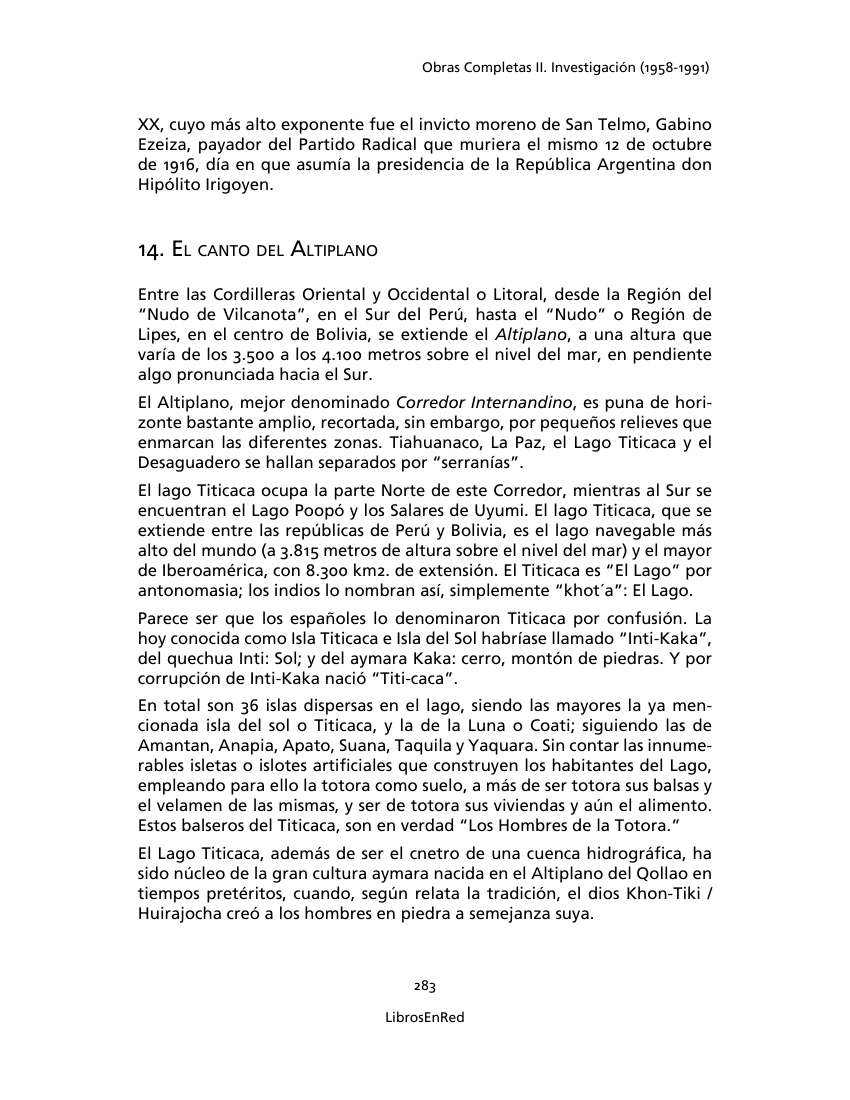 Obras Completas II. Investigación (1958-1991)
XX, cuyo más alto exponente fue el invicto moreno de San Telmo, Gabino
Ezeiza, payador del Partido Radical que muriera el mismo 12 de octubre
de 1916, día en que asumía la presidencia de la República Argentina don
Hipólito Irigoyen.
14. El canto del Altiplano
Entre las Cordilleras Oriental y Occidental o Litoral, desde la Región del
“Nudo de Vilcanota”, en el Sur del Perú, hasta el “Nudo” o Región de
Lipes, en el centro de Bolivia, se extiende el Altiplano, a una altura que
varía de los 3.500 a los 4.100 metros sobre el nivel del mar, en pendiente
algo pronunciada hacia el Sur.
El Altiplano, mejor denominado Corredor Internandino, es puna de hori-
zonte bastante amplio, recortada, sin embargo, por pequeños relieves que
enmarcan las diferentes zonas. Tiahuanaco, La Paz, el Lago Titicaca y el
Desaguadero se hallan separados por “serranías”.
El lago Titicaca ocupa la parte Norte de este Corredor, mientras al Sur se
encuentran el Lago Poopó y los Salares de Uyumi. El lago Titicaca, que se
extiende entre las repúblicas de Perú y Bolivia, es el lago navegable más
alto del mundo (a 3.815 metros de altura sobre el nivel del mar) y el mayor
de Iberoamérica, con 8.300 km2. de extensión. El Titicaca es “El Lago” por
antonomasia; los indios lo nombran así, simplemente “khot´a”: El Lago.
Parece ser que los españoles lo denominaron Titicaca por confusión. La
hoy conocida como Isla Titicaca e Isla del Sol habríase llamado “Inti-Kaka”,
del quechua Inti: Sol; y del aymara Kaka: cerro, montón de piedras. Y por
corrupción de Inti-Kaka nació “Titi-caca”.
En total son 36 islas dispersas en el lago, siendo las mayores la ya men-
cionada isla del sol o Titicaca, y la de la Luna o Coati; siguiendo las de
Amantan, Anapia, Apato, Suana, Taquila y Yaquara. Sin contar las innume-
rables isletas o islotes artificiales que construyen los habitantes del Lago,
empleando para ello la totora como suelo, a más de ser totora sus balsas y
el velamen de las mismas, y ser de totora sus viviendas y aún el alimento.
Estos balseros del Titicaca, son en verdad “Los Hombres de la Totora.”
El Lago Titicaca, además de ser el cnetro de una cuenca hidrográfica, ha
sido núcleo de la gran cultura aymara nacida en el Altiplano del Qollao en
tiempos pretéritos, cuando, según relata la tradición, el dios Khon-Tiki /
Huirajocha creó a los hombres en piedra a semejanza suya.
283
LibrosEnRed